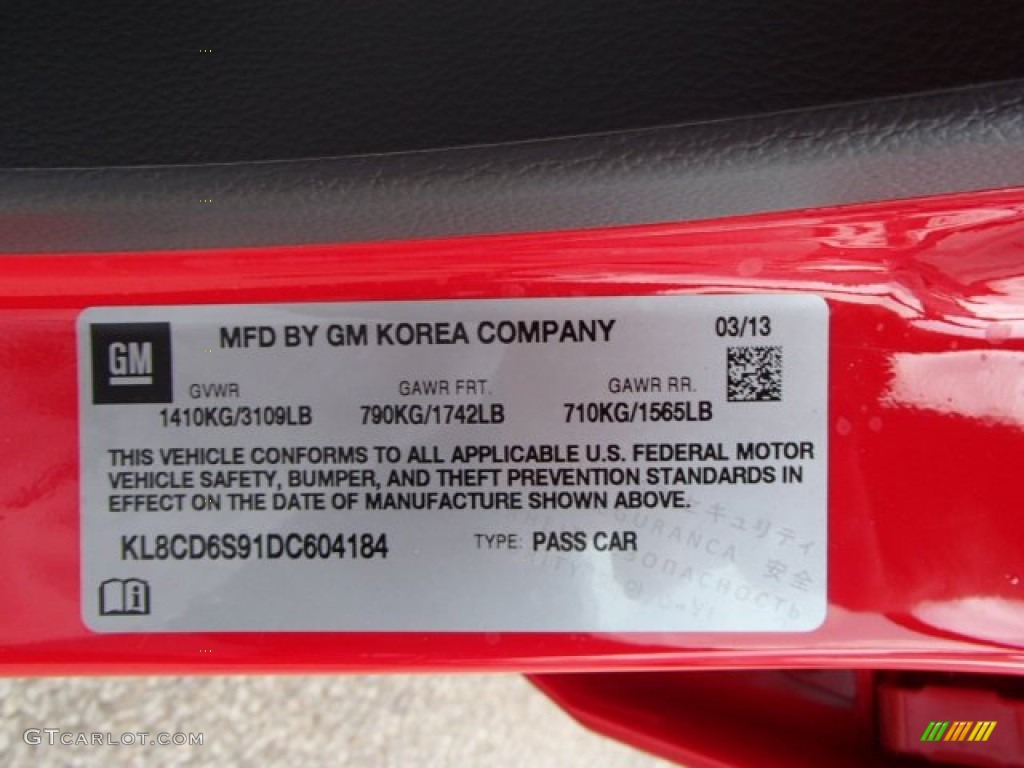 GM
MFD BY GM KOREA COMPANY
03/13
GVWR GAWR FRT. GAWR RR.
1410KG/3109LB 790KG/1742LB 710KG/1565LB
THIS VEHICLE CONFORMS TO ALL APPLICABLE U.S. FEDERAL MOTOR
VEHICLE SAFETY, BUMPER, AND THEFT PREVENTION STANDARDS IN
EFFECT ON THE DATE OF MANUFACTURE SHOWN ABOVE.
KL8CD6S91DC604184 TYPE: PASS CAR
安全
GTCARLOT.COM